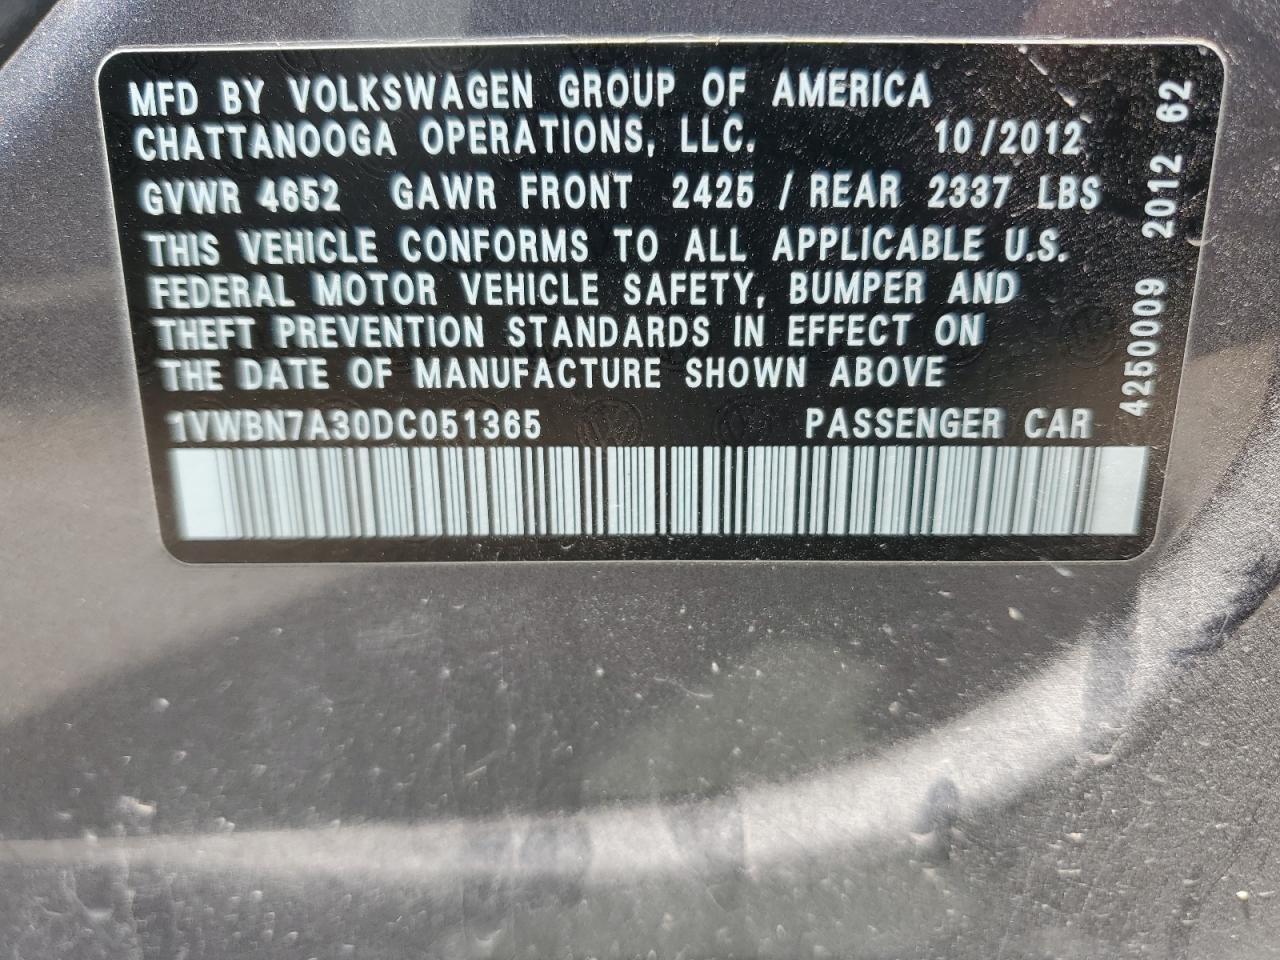 MFD BY VOLKSWAGEN GROUP OF AMERICA
CHATTANOOGA OPERATIONS, LLC. 10/2012
GVWR 4652 GAWR FRONT 2425 / REAR 2337 LBS
THIS VEHICLE CONFORMS TO ALL APPLICABLE U.S.
FEDERAL MOTOR VEHICLE SAFETY, BUMPER AND
THEFT PREVENTION STANDARDS IN EFFECT ON
THE DATE OF MANUFACTURE SHOWN ABOVE
1VWBN7A30DC051365 PASSENGER CAR
4250009 2012 62